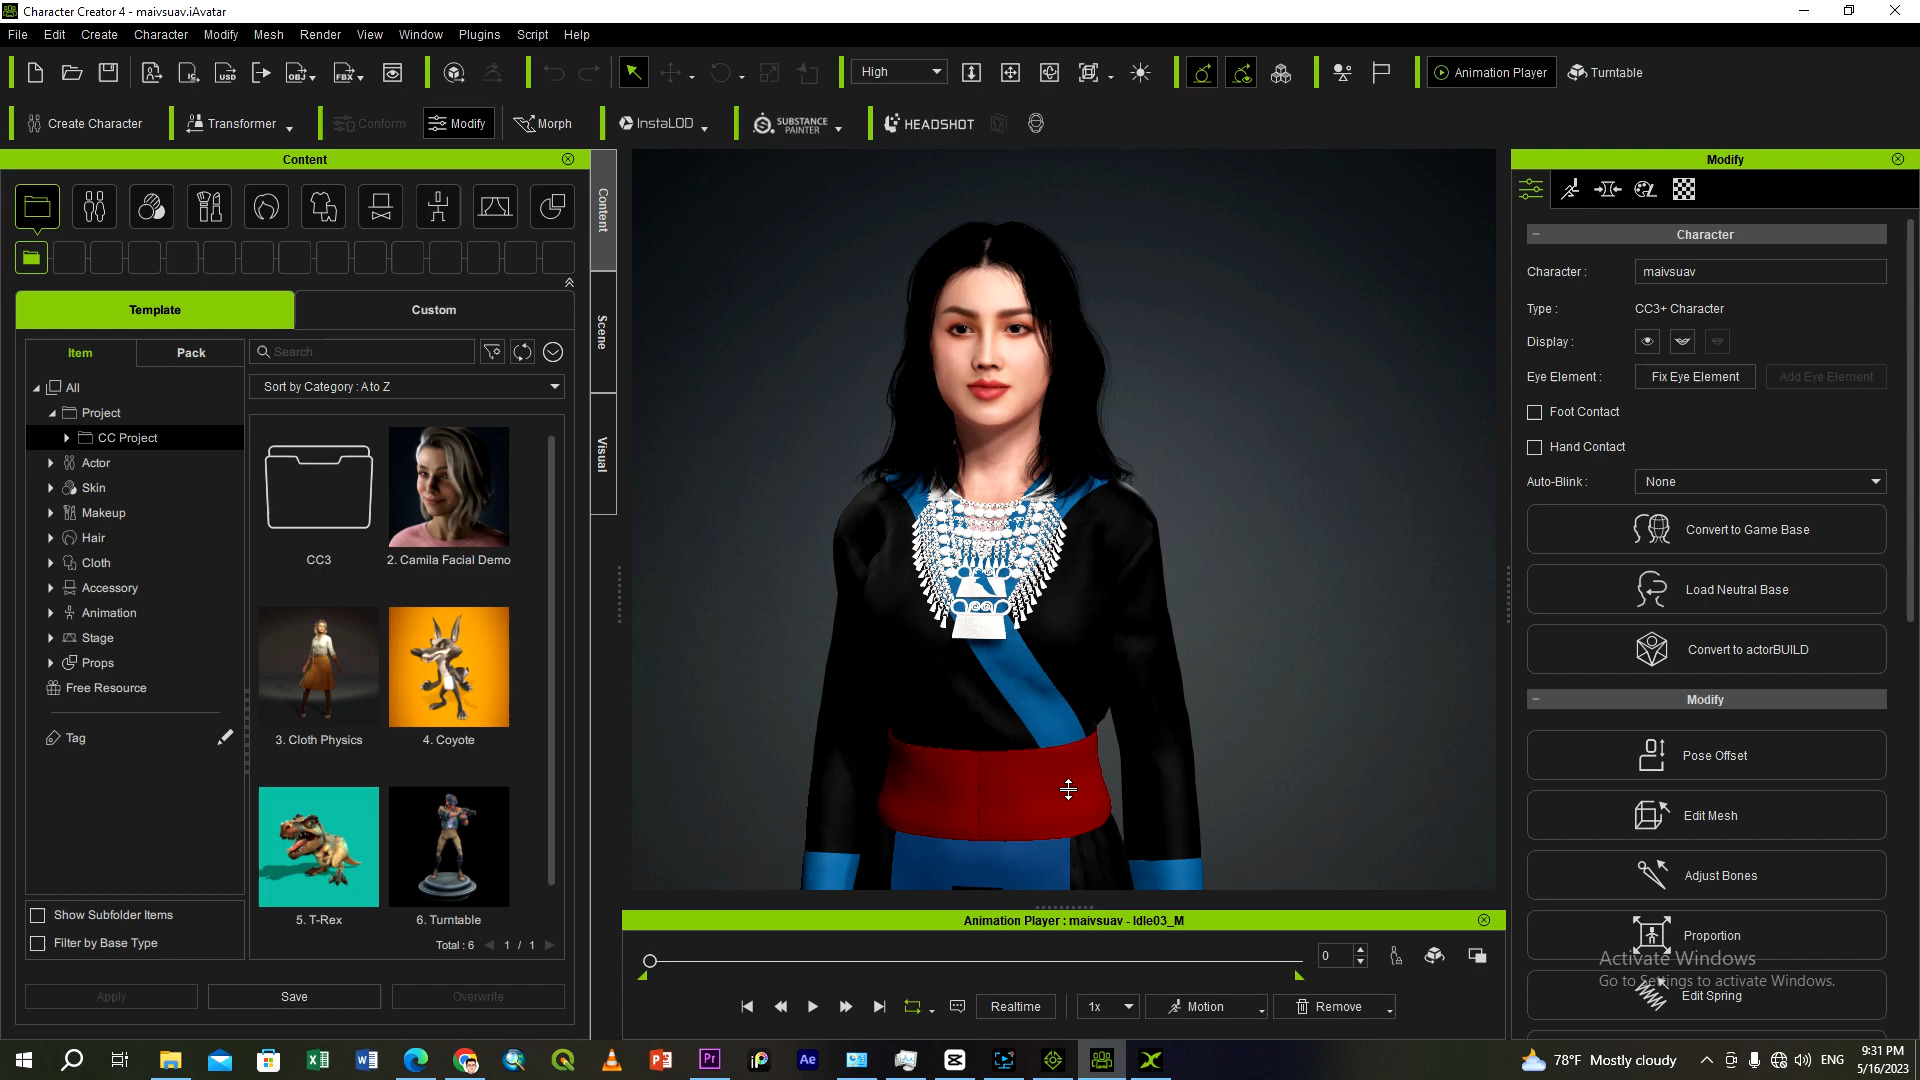 Character Creator 4 - maivsuav.iAvatar
File Edit Create Character Modify Mesh Render View Window Plugins Script Help
High
Animation Player
Turntable
Create Character
Transformer
Conform
Modify
Morph
InstaLOD
SUBSTANCE PAINTER
HEADSHOT
Content
Template
Custom
Item
Pack
Search
Sort by Category : A to Z
All
Project
CC Project
Actor
Skin
Makeup
Hair
Cloth
Accessory
Animation
Stage
Props
Free Resource
Tag
Show Subfolder Items
Filter by Base Type
CC3
2. Camila Facial Demo
3. Cloth Physics
4. Coyote
5. T-Rex
6. Turntable
Total : 6 1 / 1
Apply
Save
Overwrite
Content
Scene
Visual
Animation Player : maivsuav - Idle03_M
0
Realtime
1x
Motion
Remove
Modify
Character
Character : maivsuav
Type : CC3+ Character
Display :
Eye Element : Fix Eye Element Add Eye Element
Foot Contact
Hand Contact
Auto-Blink : None
Convert to Game Base
Load Neutral Base
Convert to actorBUILD
Modify
Pose Offset
Edit Mesh
Adjust Bones
Proportion
Edit Spring
Activate Windows
Go to Settings to activate Windows.
78°F Mostly cloudy
ENG
9:31 PM
5/16/2023